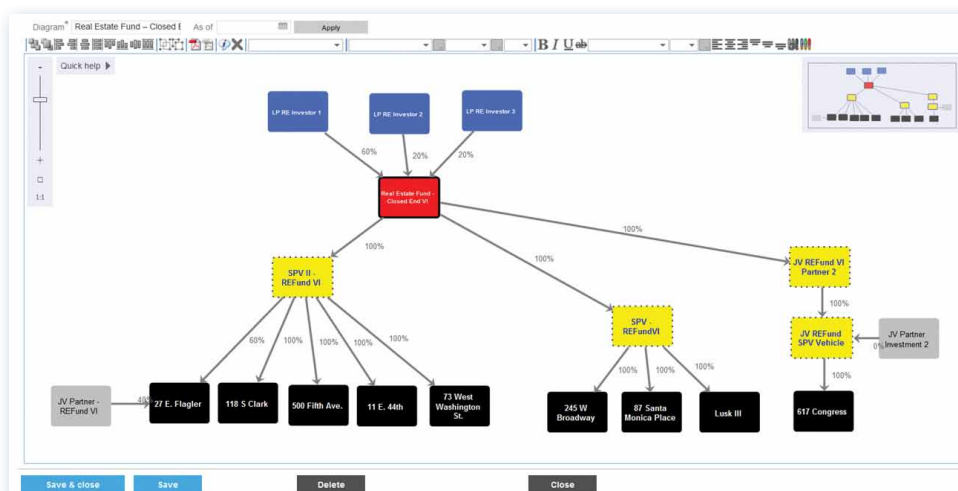 Diagram* Real Estate Fund – Closed E As of Apply
B I U ab
Quick help
-
+
1:1
LP RE Investor 1
LP RE Investor 2
LP RE Investor 3
60%
20%
20%
Real Estate Fund -
Closed End VI
100%
100%
100%
SPV II -
REFund VI
JV REFund VI
Partner 2
100%
SPV -
REFundVI
JV REFund
SPV Vehicle
JV Partner
Investment 2
0%
60%
100%
100%
100%
100%
100%
100%
100%
100%
JV Partner -
REFund VI
40%
27 E. Flagler
118 S Clark
500 Fifth Ave.
11 E. 44th
73 West
Washington
St.
245 W
Broadway
87 Santa
Monica Place
Lusk III
617 Congress
Save & close
Save
Delete
Close